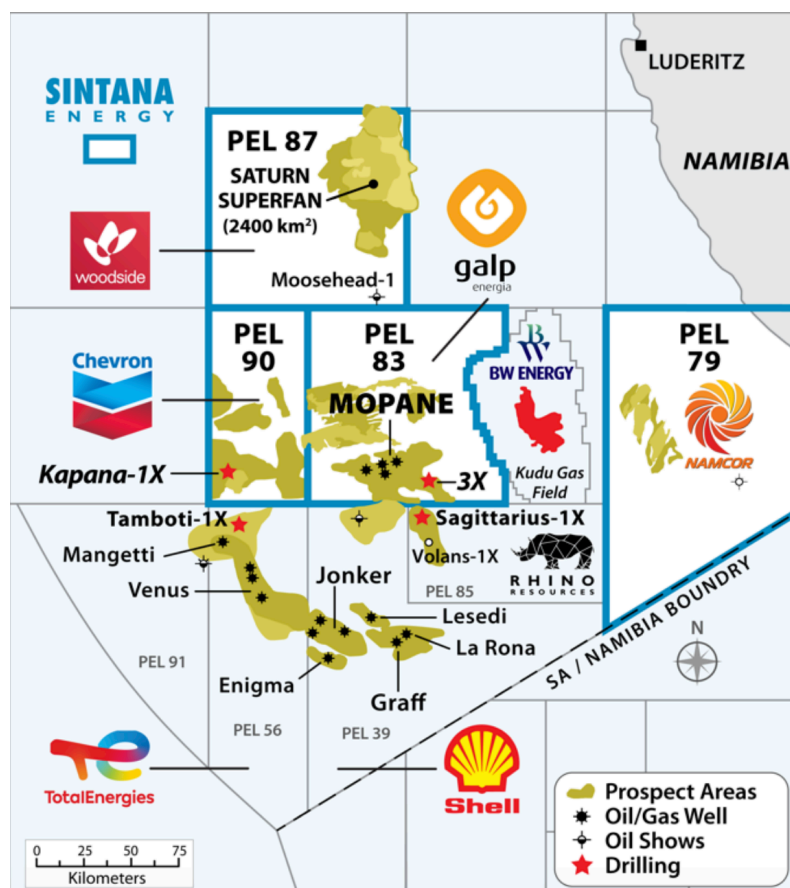 SINTANA
ENERGY
LUDERITZ
NAMIBIA
PEL 87
SATURN
SUPERFAN
(2400 km²)
woodside
galp
energia
Moosehead-1
Chevron
PEL
90
PEL
83
MOPANE
BW
BW ENERGY
PEL
79
NAMCOR
Kapana-1X
3X
Kudu Gas
Field
Tamboti-1X
Sagittarius-1X
Mangetti
Volans-1X
Venus
Jonker
RHINO
RESOURCES
PEL 85
Lesedi
La Rona
PEL 91
Enigma
Graff
SA / NAMIBIA BOUNDRY
N
PEL 56
PEL 39
TotalEnergies
Shell
Prospect Areas
Oil/Gas Well
Oil Shows
Drilling
0 25 50 75
Kilometers